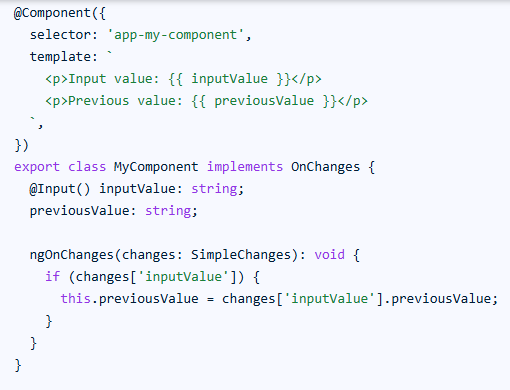 @Component({
  selector: 'app-my-component',
  template: `
    <p>Input value: {{ inputValue }}</p>
    <p>Previous value: {{ previousValue }}</p>
  `,
})
export class MyComponent implements OnChanges {
  @Input() inputValue: string;
  previousValue: string;

  ngOnChanges(changes: SimpleChanges): void {
    if (changes['inputValue']) {
      this.previousValue = changes['inputValue'].previousValue;
    }
  }
}